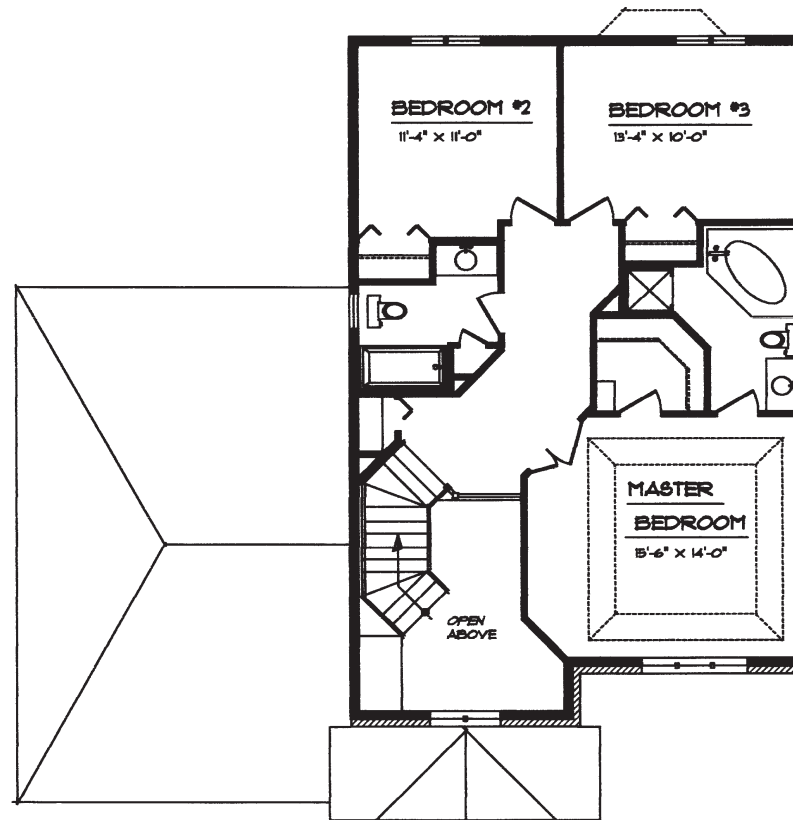 BEDROOM #2
11'-4" X 11'-0"
BEDROOM #3
13'-4" X 10'-0"
MASTER
BEDROOM
15'-6" X 14'-0"
OPEN
ABOVE